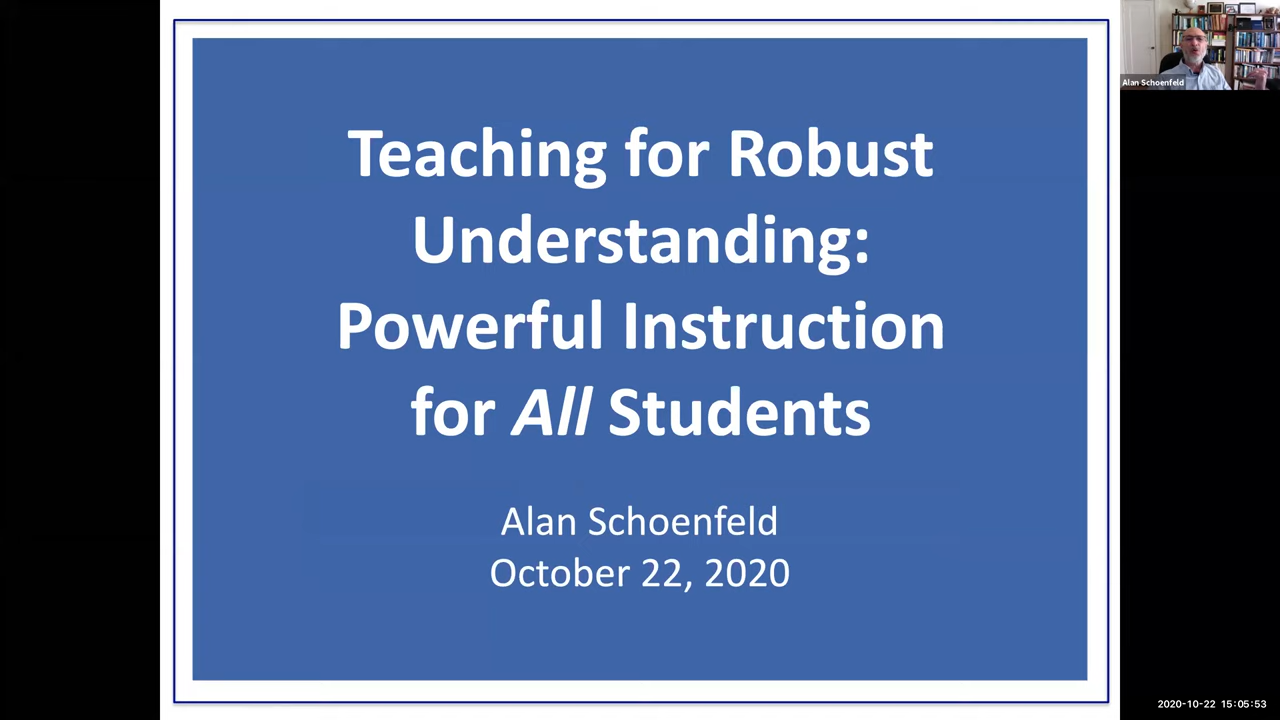 Teaching for Robust
Understanding:
Powerful Instruction
for All Students
Alan Schoenfeld
October 22, 2020
Alan Schoenfeld
2020-10-22 15:05:53